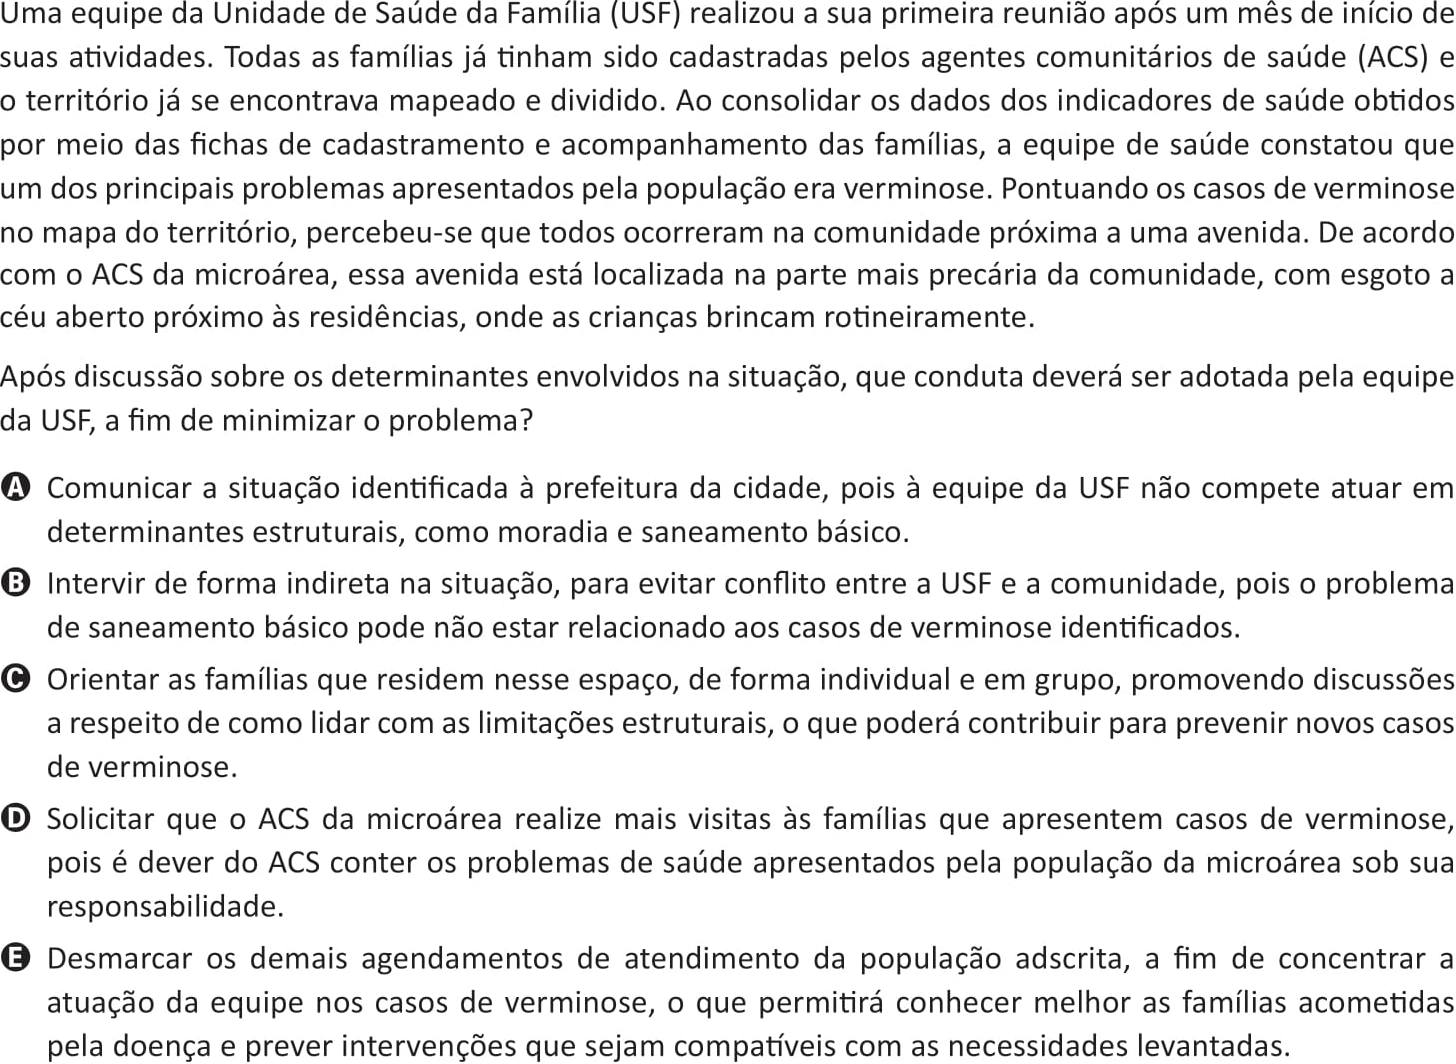 Uma equipe da Unidade de Saúde da Família (USF) realizou a sua primeira reunião após um mês de início de
suas atividades. Todas as famílias já tinham sido cadastradas pelos agentes comunitários de saúde (ACS) e
o território já se encontrava mapeado e dividido. Ao consolidar os dados dos indicadores de saúde obtidos
por meio das fichas de cadastramento e acompanhamento das famílias, a equipe de saúde constatou que
um dos principais problemas apresentados pela população era verminose. Pontuando os casos de verminose
no mapa do território, percebeu-se que todos ocorreram na comunidade próxima a uma avenida. De acordo
com o ACS da microárea, essa avenida está localizada na parte mais precária da comunidade, com esgoto a
céu aberto próximo às residências, onde as crianças brincam rotineiramente.
Após discussão sobre os determinantes envolvidos na situação, que conduta deverá ser adotada pela equipe
da USF, a fim de minimizar o problema?
A Comunicar a situação identificada à prefeitura da cidade, pois à equipe da USF não compete atuar em
determinantes estruturais, como moradia e saneamento básico.
B Intervir de forma indireta na situação, para evitar conflito entre a USF e a comunidade, pois o problema
de saneamento básico pode não estar relacionado aos casos de verminose identificados.
C Orientar as famílias que residem nesse espaço, de forma individual e em grupo, promovendo discussões
a respeito de como lidar com as limitações estruturais, o que poderá contribuir para prevenir novos casos
de verminose.
D Solicitar que o ACS da microárea realize mais visitas às famílias que apresentem casos de verminose,
pois é dever do ACS conter os problemas de saúde apresentados pela população da microárea sob sua
responsabilidade.
E Desmarcar os demais agendamentos de atendimento da população adscrita, a fim de concentrar a
atuação da equipe nos casos de verminose, o que permitirá conhecer melhor as famílias acometidas
pela doença e prever intervenções que sejam compatíveis com as necessidades levantadas.